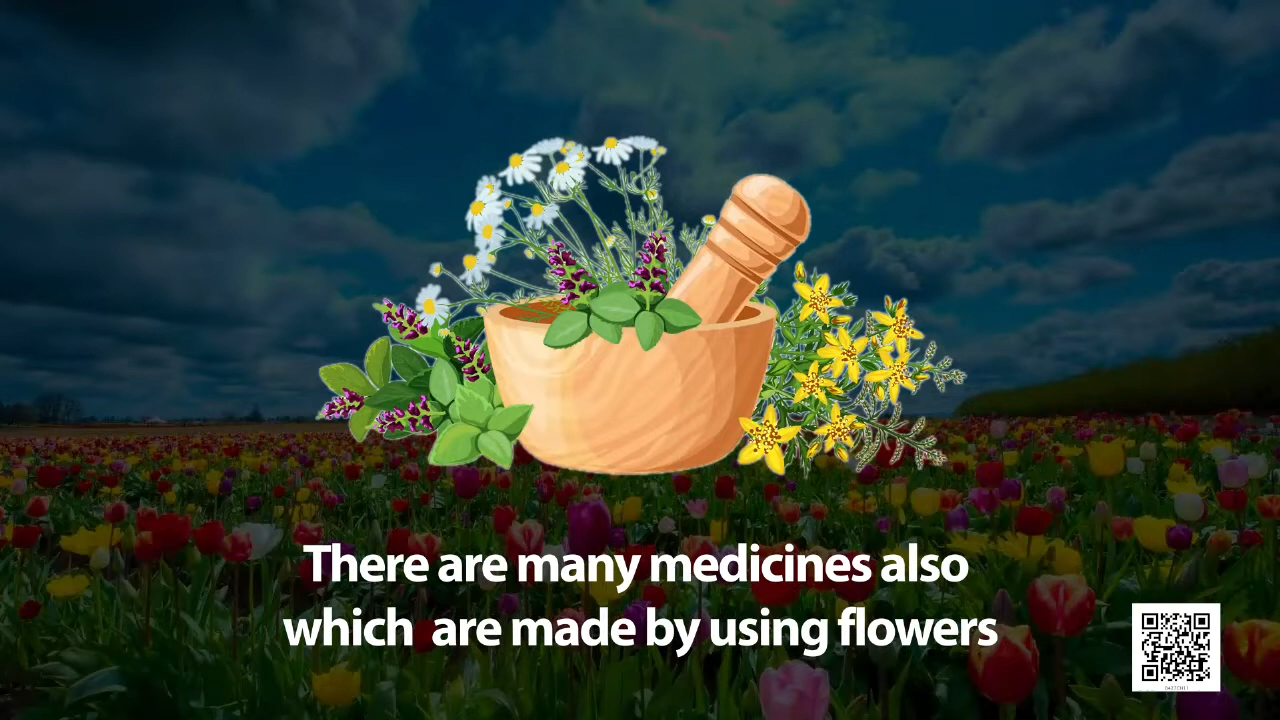 There are many medicines also
which  are made by using flowers